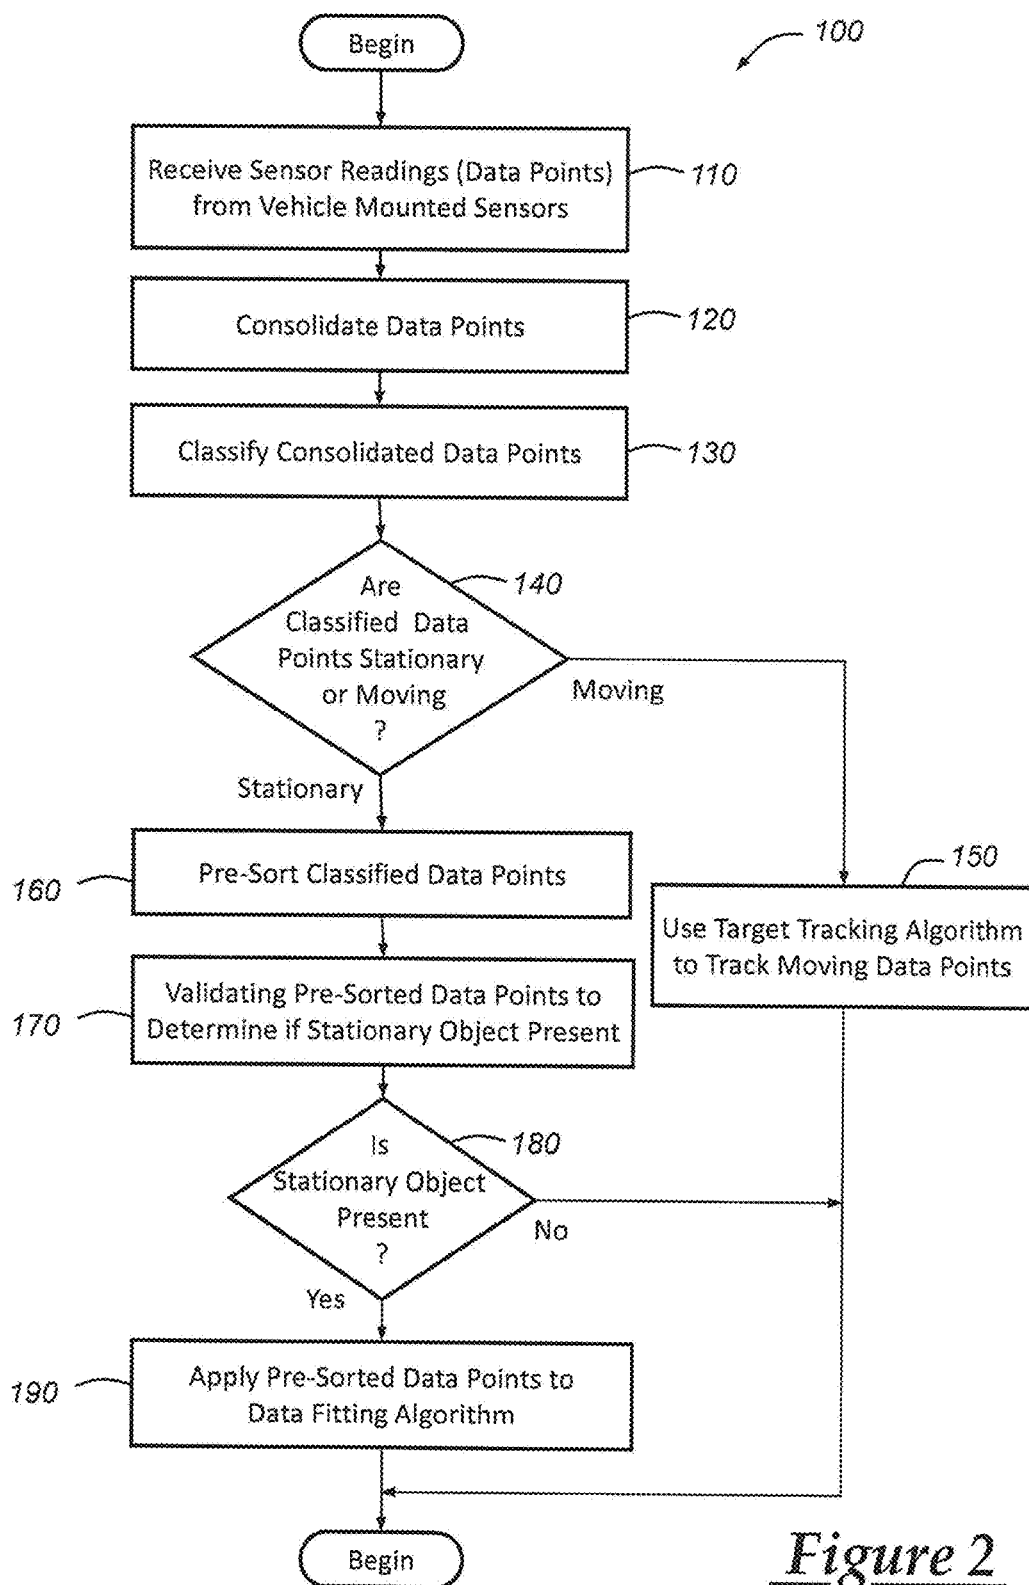 Begin
100
Receive Sensor Readings (Data Points)
from Vehicle Mounted Sensors
110
Consolidate Data Points
120
Classify Consolidated Data Points
130
Are
Classified Data
Points Stationary
or Moving
?
140
Moving
Stationary
Pre-Sort Classified Data Points
160
150
Use Target Tracking Algorithm
to Track Moving Data Points
Validating Pre-Sorted Data Points to
Determine if Stationary Object Present
170
Is
Stationary Object
Present
?
180
No
Yes
Apply Pre-Sorted Data Points to
Data Fitting Algorithm
190
Begin
Figure 2